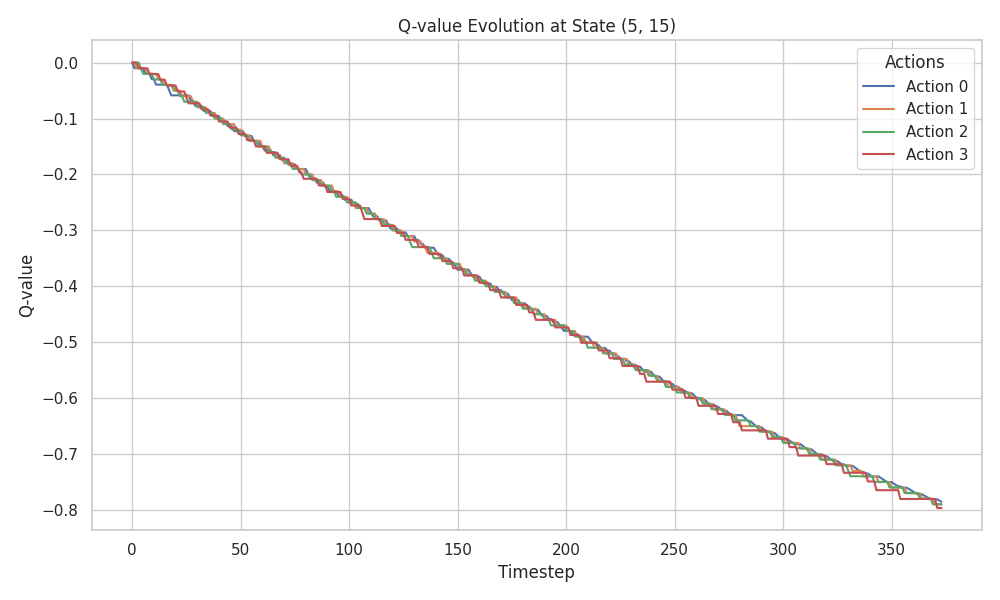 Q-value Evolution at State (5, 15)
Actions
Action 0
Action 1
Action 2
Action 3
Q-value
0.0
−0.1
−0.2
−0.3
−0.4
−0.5
−0.6
−0.7
−0.8
0 50 100 150 200 250 300 350
Timestep